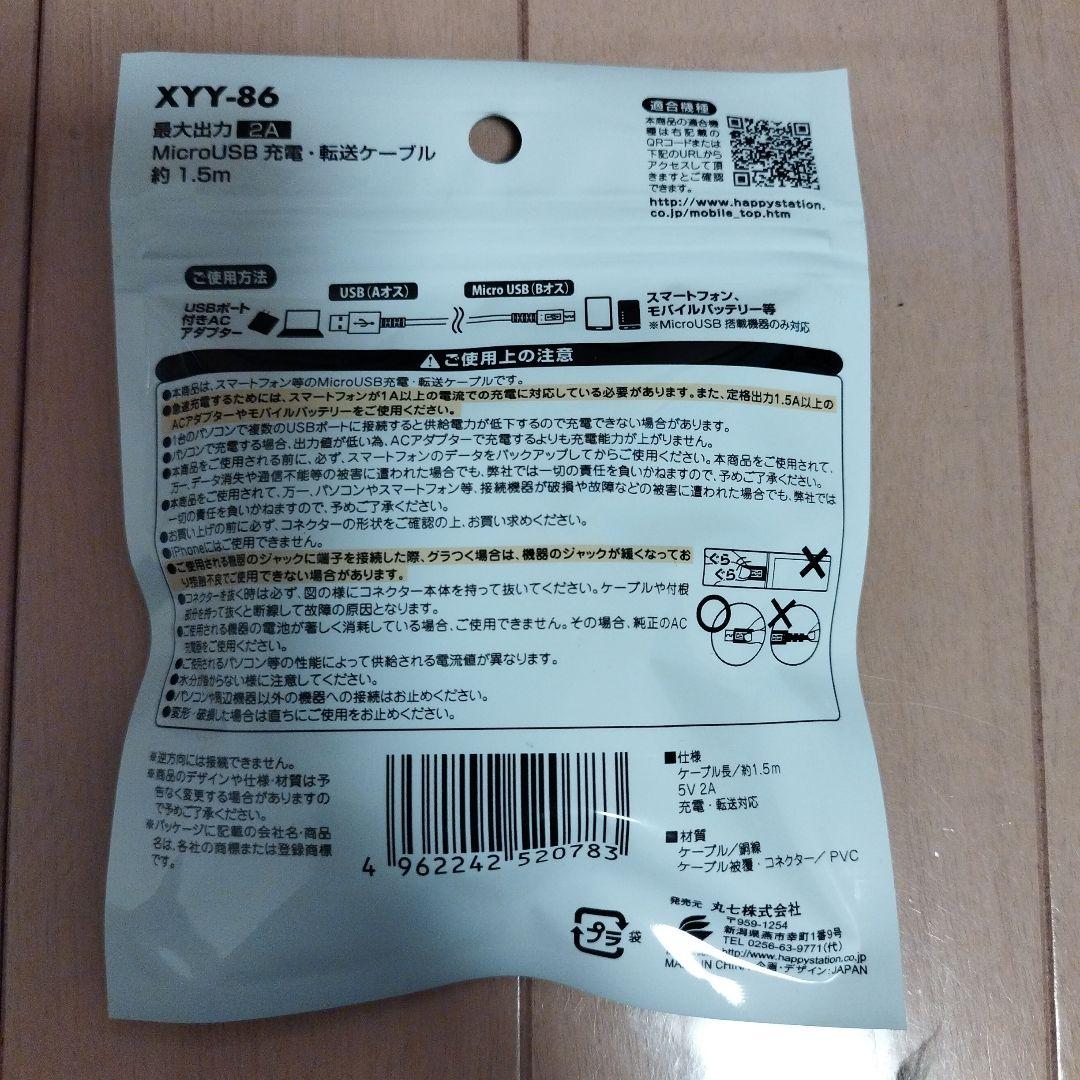 XYY-86
最大出力 2A
MicroUSB 充電・転送ケーブル
約 1.5m
適合機種
本商品の適合機
種は右記載の
QRコードまたは
下記のURLから
アクセスして頂
きますとご確認
できます。
http://www.happystation.
co.jp/mobile_top.htm
ご使用方法
USBポート
付きAC
アダプター
USB(Aオス)
Micro USB(Bオス)
スマートフォン、
モバイルバッテリー等
※MicroUSB 搭載機器のみ対応
ご使用上の注意
●本商品は、スマートフォン等のMicroUSB充電・転送ケーブルです。
●急速充電するためには、スマートフォンが1A以上の電流での充電に対応している必要があります。また、定格出力1.5A以上の
ACアダプターやモバイルバッテリーをご使用ください。
●1台のパソコンで複数のUSBポートに接続すると供給電力が低下するので充電できない場合があります。
●パソコンで充電する場合、出力値が低い為、ACアダプターで充電するよりも充電能力が上がりません。
●本商品をご使用される前に、必ず、スマートフォンのデータをバックアップしてからご使用ください。本商品をご使用されて、
万一、データ消失や通信不能等の被害に遭われた場合でも、弊社では一切の責任を負いかねますので、予めご了承ください。
●本商品をご使用されて、万一、パソコンやスマートフォン等、接続機器が破損や故障などの被害に遭われた場合でも、弊社では
一切の責任を負いかねますので、予めご了承ください。
●お買い上げの前に必ず、コネクターの形状をご確認の上、お買い求めください。
●iPhoneにはご使用できません。
●ご使用される機器のジャックに端子を接続した際、グラつく場合は、機器のジャックが緩くなってお
り接触不良でご使用できない場合があります。
●コネクターを抜く時は必ず、図の様にコネクター本体を持って抜いてください。ケーブルや付根
部分を持って抜くと断線して故障の原因となります。
●ご使用される機器の電池が著しく消耗している場合、ご使用できません。その場合、純正のAC
充電器をご使用ください。
●ご使用されるパソコン等の性能によって供給される電流値が異なります。
●水分が掛からない様に注意してください。
●パソコンや周辺機器以外の機器への接続はお止めください。
●変形・破損した場合は直ちにご使用をお止めください。
ぐら
ぐら
※逆方向には接続できません。
※商品のデザインや仕様・材質は予
告なく変更する場合がありますの
で予めご了承ください。
※パッケージに記載の会社名・商品
名は、各社の商標または登録商標
です。
4 962242 520783
■仕様
ケーブル長/約1.5m
5V 2A
充電・転送対応
■材質
ケーブル/銅線
ケーブル被覆・コネクター/PVC
プラ 袋
発売元 丸七株式会社
〒959-1254
新潟県燕市幸町1番9号
TEL 0256-63-9771(代)
http://www.happystation.co.jp
MADE IN CHINA 企画・デザイン:JAPAN